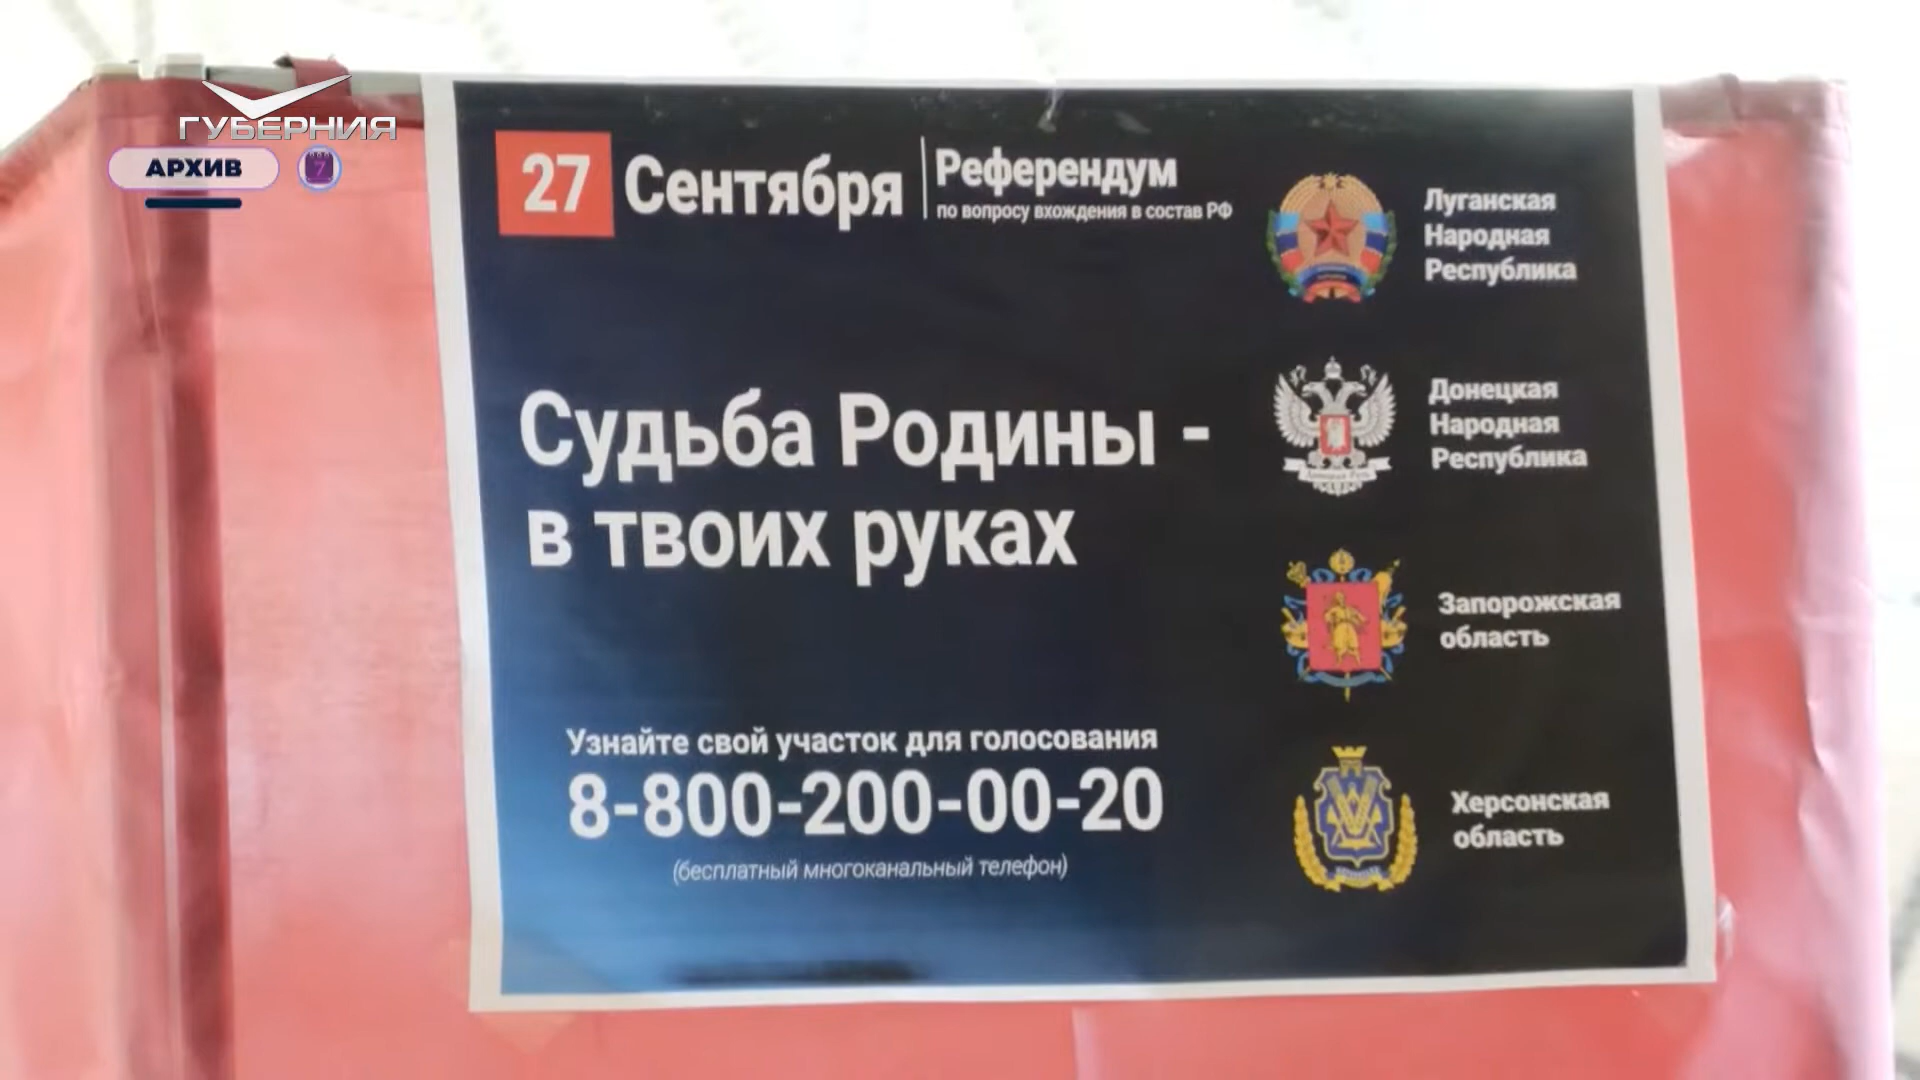 ГУБЕРНИЯ
АРХИВ
7
27 Сентября
Референдум
по вопросу вхождения в состав РФ
Судьба Родины -
в твоих руках
Узнайте свой участок для голосования
8-800-200-00-20
(бесплатный многоканальный телефон)
Луганская
Народная
Республика
Донецкая
Народная
Республика
Запорожская
область
Херсонская
область